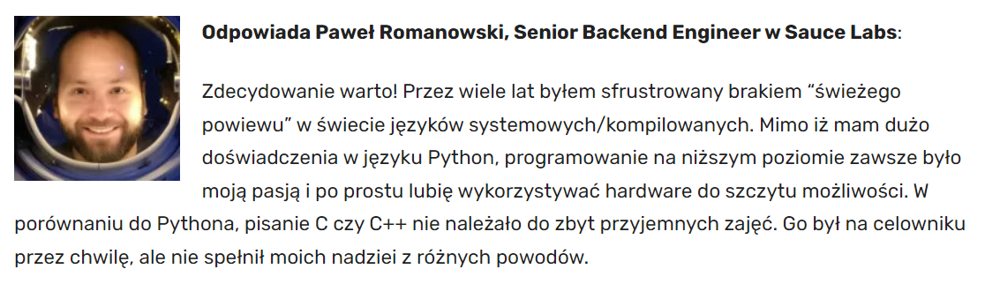 Odpowiada Paweł Romanowski, Senior Backend Engineer w Sauce Labs:
Zdecydowanie warto! Przez wiele lat byłem sfrustrowany brakiem “świeżego
powiewu” w świecie języków systemowych/kompilowanych. Mimo iż mam dużo
doświadczenia w języku Python, programowanie na niższym poziomie zawsze było
moją pasją i po prostu lubię wykorzystywać hardware do szczytu możliwości. W
porównaniu do Pythona, pisanie C czy C++ nie należało do zbyt przyjemnych zajęć. Go był na celowniku
przez chwilę, ale nie spełnił moich nadziei z różnych powodów.